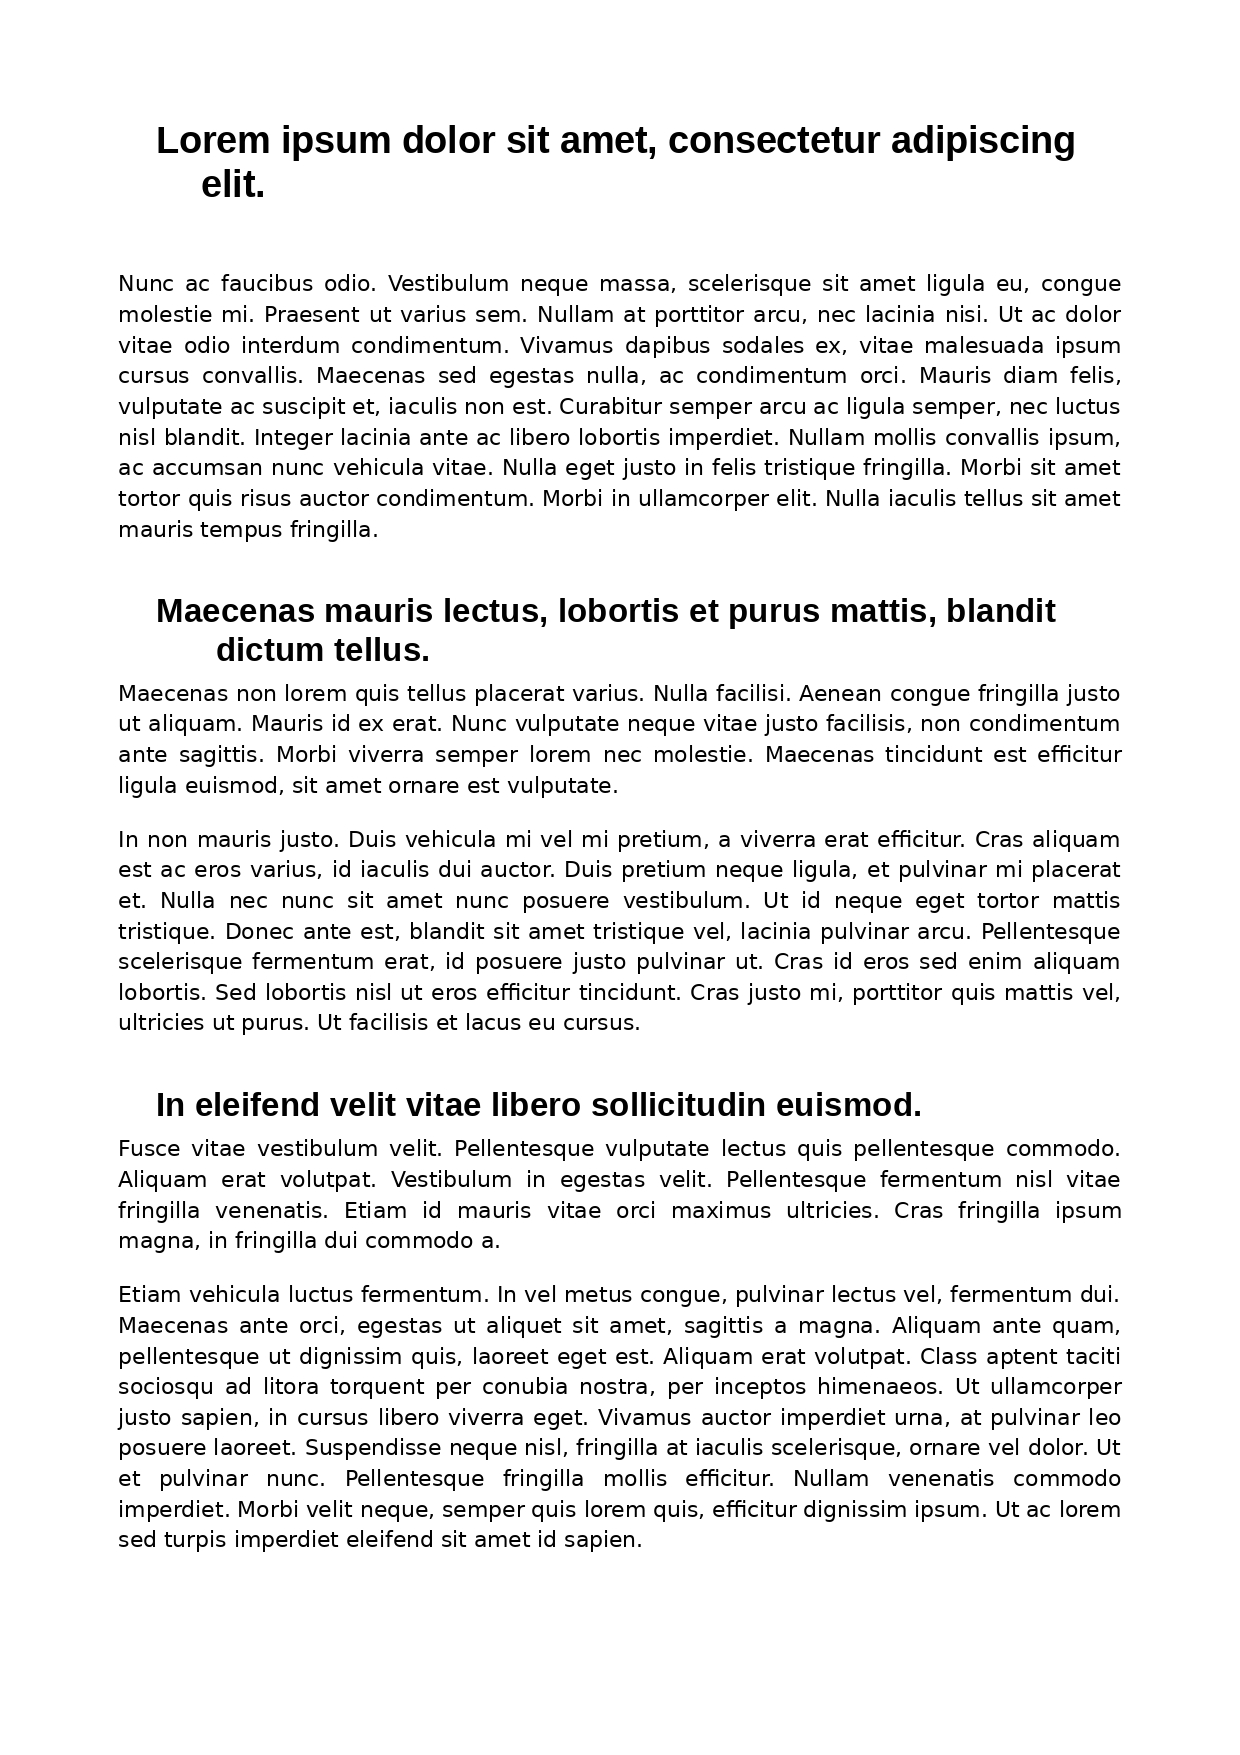 Lorem ipsum dolor sit amet, consectetur adipiscing
elit.
Nunc ac faucibus odio. Vestibulum neque massa, scelerisque sit amet ligula eu, congue
molestie mi. Praesent ut varius sem. Nullam at porttitor arcu, nec lacinia nisi. Ut ac dolor
vitae odio interdum condimentum. Vivamus dapibus sodales ex, vitae malesuada ipsum
cursus convallis. Maecenas sed egestas nulla, ac condimentum orci. Mauris diam felis,
vulputate ac suscipit et, iaculis non est. Curabitur semper arcu ac ligula semper, nec luctus
nisl blandit. Integer lacinia ante ac libero lobortis imperdiet. Nullam mollis convallis ipsum,
ac accumsan nunc vehicula vitae. Nulla eget justo in felis tristique fringilla. Morbi sit amet
tortor quis risus auctor condimentum. Morbi in ullamcorper elit. Nulla iaculis tellus sit amet
mauris tempus fringilla.
Maecenas mauris lectus, lobortis et purus mattis, blandit
dictum tellus.
Maecenas non lorem quis tellus placerat varius. Nulla facilisi. Aenean congue fringilla justo
ut aliquam. Mauris id ex erat. Nunc vulputate neque vitae justo facilisis, non condimentum
ante sagittis. Morbi viverra semper lorem nec molestie. Maecenas tincidunt est efficitur
ligula euismod, sit amet ornare est vulputate.
In non mauris justo. Duis vehicula mi vel mi pretium, a viverra erat efficitur. Cras aliquam
est ac eros varius, id iaculis dui auctor. Duis pretium neque ligula, et pulvinar mi placerat
et. Nulla nec nunc sit amet nunc posuere vestibulum. Ut id neque eget tortor mattis
tristique. Donec ante est, blandit sit amet tristique vel, lacinia pulvinar arcu. Pellentesque
scelerisque fermentum erat, id posuere justo pulvinar ut. Cras id eros sed enim aliquam
lobortis. Sed lobortis nisl ut eros efficitur tincidunt. Cras justo mi, porttitor quis mattis vel,
ultricies ut purus. Ut facilisis et lacus eu cursus.
In eleifend velit vitae libero sollicitudin euismod.
Fusce vitae vestibulum velit. Pellentesque vulputate lectus quis pellentesque commodo.
Aliquam erat volutpat. Vestibulum in egestas velit. Pellentesque fermentum nisl vitae
fringilla venenatis. Etiam id mauris vitae orci maximus ultricies. Cras fringilla ipsum
magna, in fringilla dui commodo a.
Etiam vehicula luctus fermentum. In vel metus congue, pulvinar lectus vel, fermentum dui.
Maecenas ante orci, egestas ut aliquet sit amet, sagittis a magna. Aliquam ante quam,
pellentesque ut dignissim quis, laoreet eget est. Aliquam erat volutpat. Class aptent taciti
sociosqu ad litora torquent per conubia nostra, per inceptos himenaeos. Ut ullamcorper
justo sapien, in cursus libero viverra eget. Vivamus auctor imperdiet urna, at pulvinar leo
posuere laoreet. Suspendisse neque nisl, fringilla at iaculis scelerisque, ornare vel dolor. Ut
et pulvinar nunc. Pellentesque fringilla mollis efficitur. Nullam venenatis commodo
imperdiet. Morbi velit neque, semper quis lorem quis, efficitur dignissim ipsum. Ut ac lorem
sed turpis imperdiet eleifend sit amet id sapien.